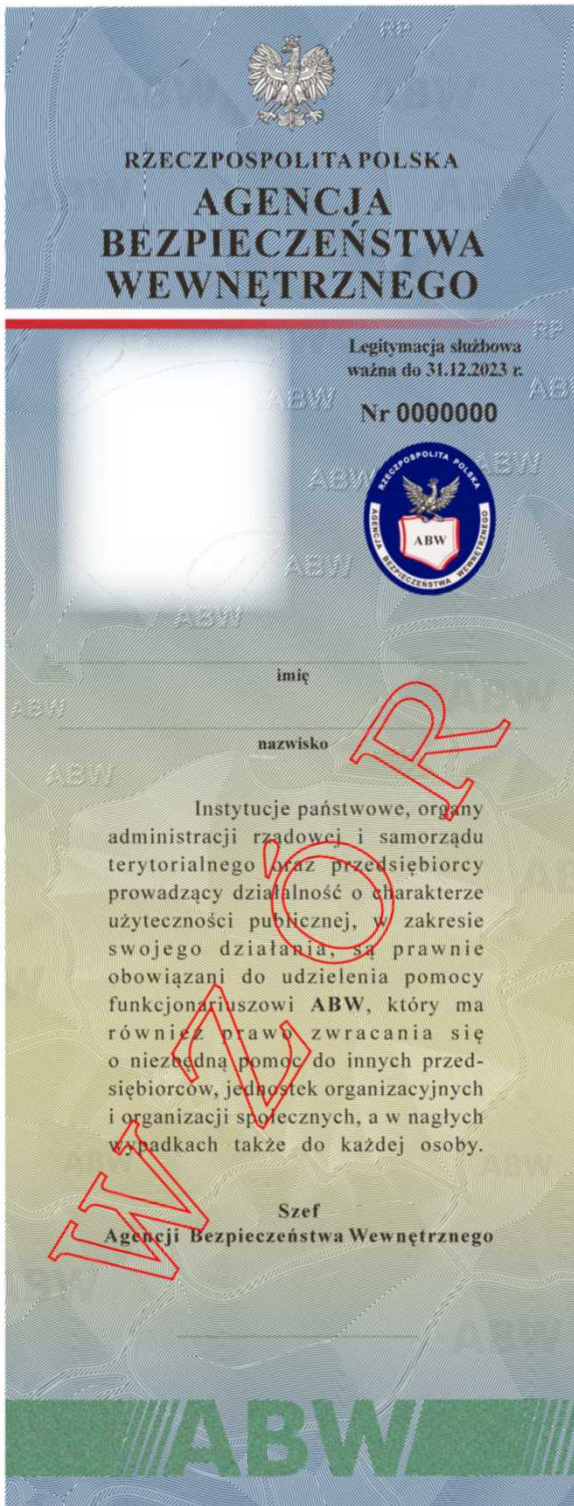 RZECZPOSPOLITA POLSKA
AGENCJA
BEZPIECZEŃSTWA
WEWNĘTRZNEGO
Legitymacja służbowa
ważna do 31.12.2023 r.
Nr 0000000
RZECZPOSPOLITA POLSKA
ABW
AGENCJA BEZPIECZEŃSTWA WEWNĘTRZNEGO
imię
nazwisko
Instytucje państwowe, organy
administracji rządowej i samorządu
terytorialnego oraz przedsiębiorcy
prowadzący działalność o charakterze
użyteczności publicznej, w zakresie
swojego działania, są prawnie
obowiązani do udzielenia pomocy
funkcjonariuszowi ABW, który ma
również prawo zwracania się
o niezbędną pomoc do innych przed-
siębiorców, jednostek organizacyjnych
i organizacji społecznych, a w nagłych
wypadkach także do każdej osoby.
WZÓR
Szef
Agencji Bezpieczeństwa Wewnętrznego
ABW